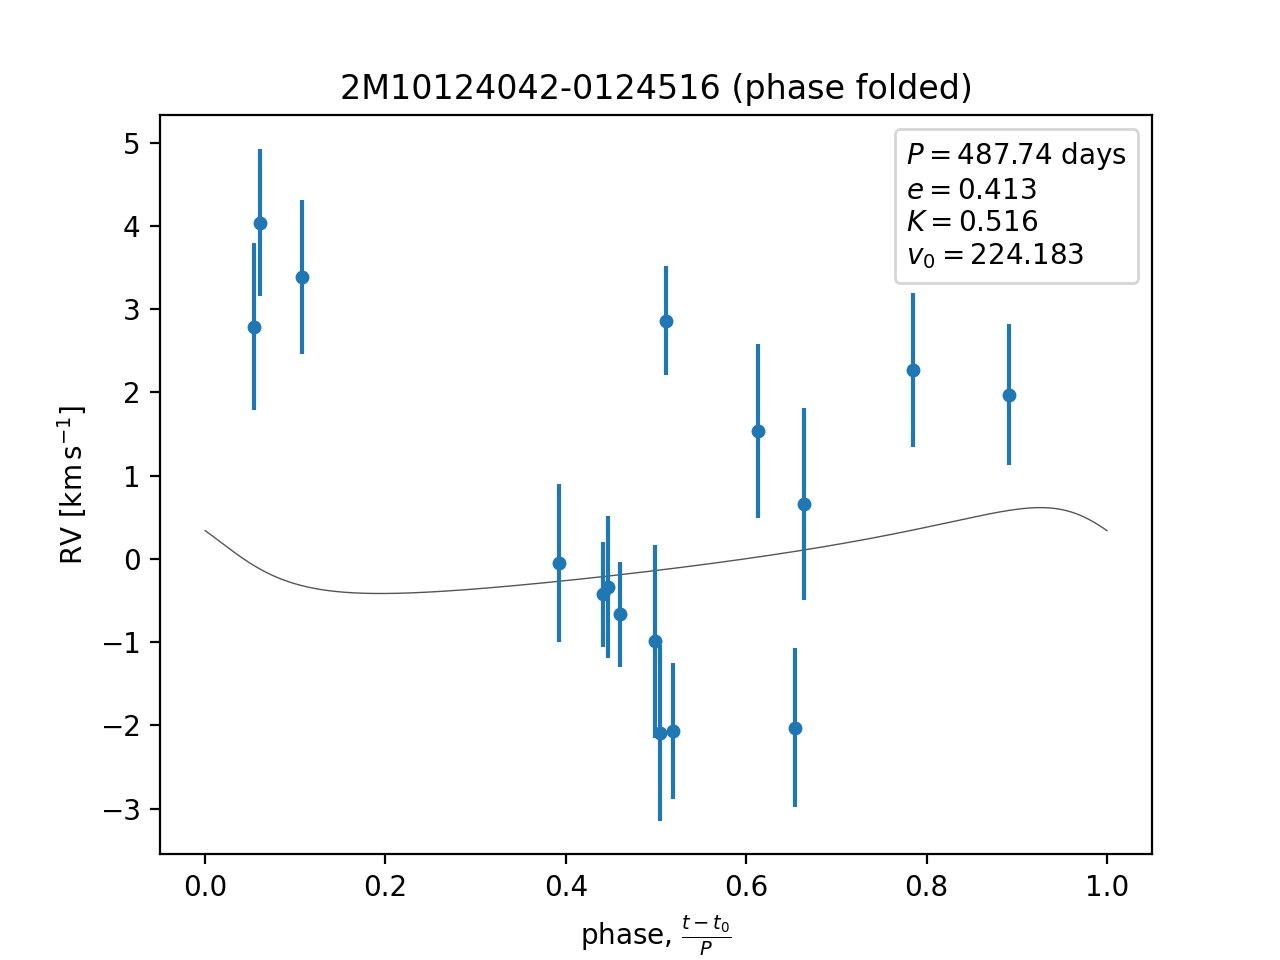 2M10124042-0124516 (phase folded)
P = 487.74 days
e = 0.413
K = 0.516
v₀ = 224.183
RV [km s⁻¹]
5
4
3
2
1
0
−1
−2
−3
0.0 0.2 0.4 0.6 0.8 1.0
phase, (t − t₀)/P